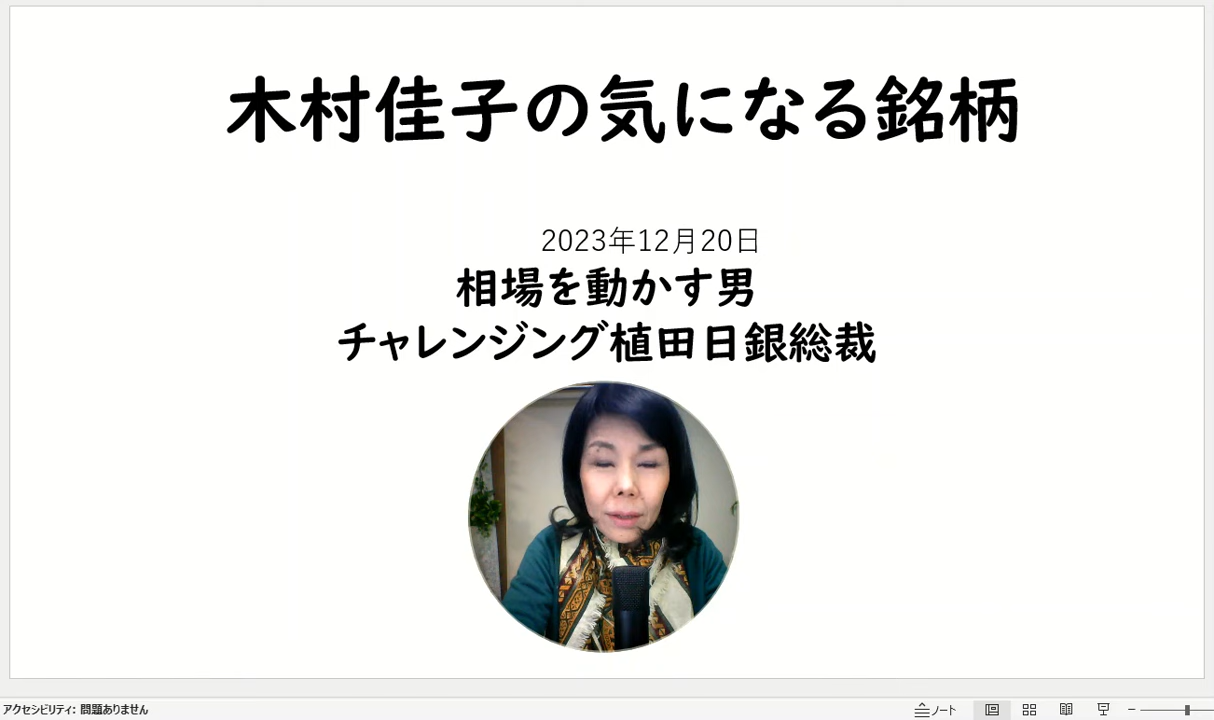 木村佳子の気になる銘柄
2023年12月20日
相場を動かす男
チャレンジング植田日銀総裁
アクセシビリティ: 問題ありません
ノート